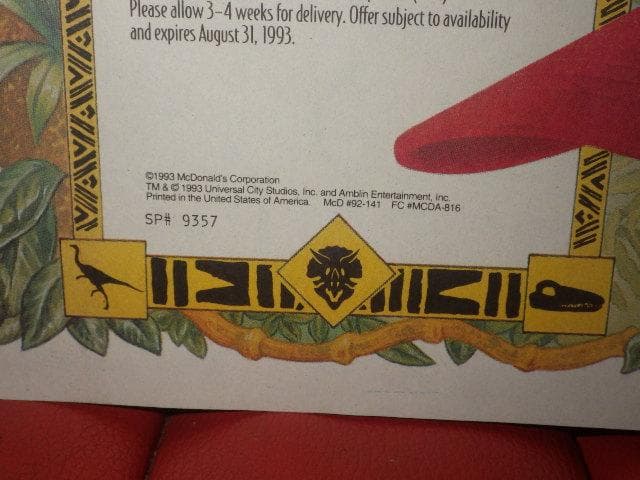 Please allow 3–4 weeks for delivery. Offer subject to availability
and expires August 31, 1993.
©1993 McDonald's Corporation
TM & © 1993 Universal City Studios, Inc. and Amblin Entertainment, Inc.
Printed in the United States of America. McD #92-141 FC #MCDA-816
SP# 9357